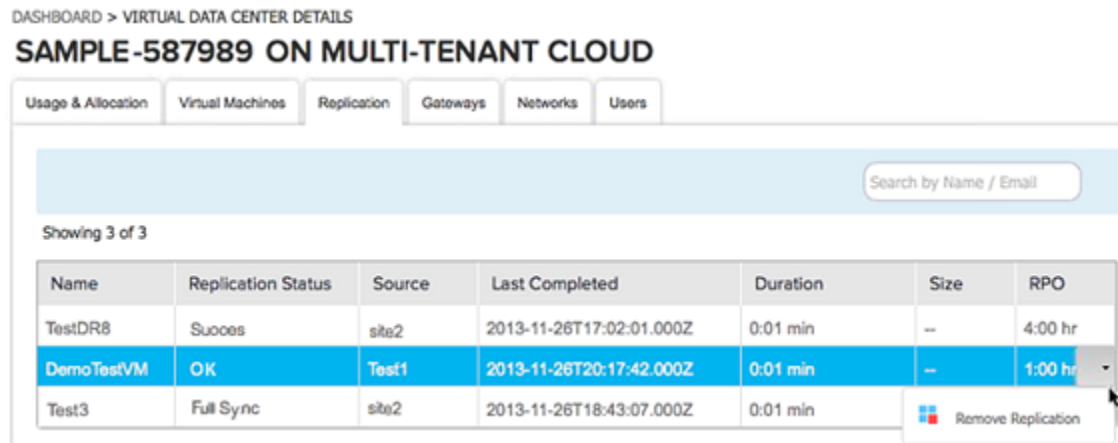 DASHBOARD > VIRTUAL DATA CENTER DETAILS
SAMPLE-587989 ON MULTI-TENANT CLOUD
Usage & Allocation Virtual Machines Replication Gateways Networks Users
Search by Name / Email
Showing 3 of 3
Name Replication Status Source Last Completed Duration Size RPO
TestDR8 Suoces site2 2013-11-26T17:02:01.000Z 0:01 min -- 4:00 hr
DemoTestVM OK Test1 2013-11-26T20:17:42.000Z 0:01 min -- 1:00 hr
Test3 Full Sync site2 2013-11-26T18:43:07.000Z 0:01 min
Remove Replication